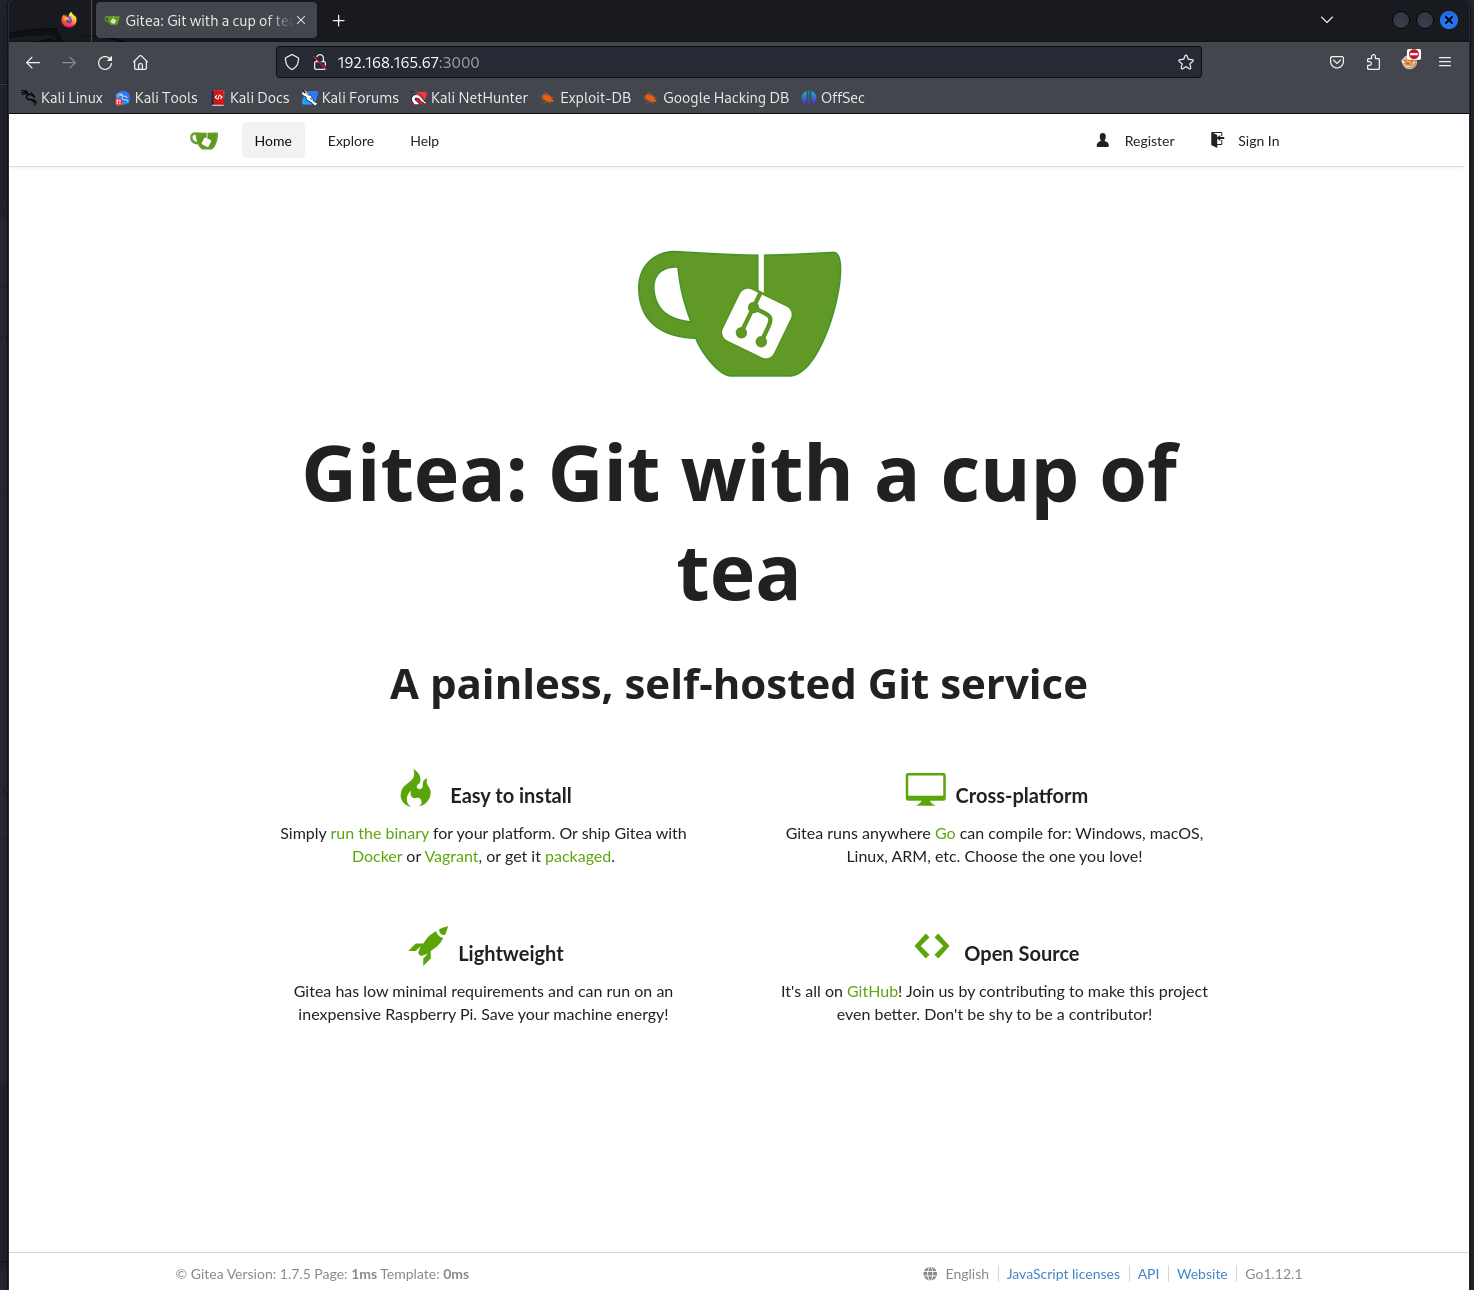 Gitea: Git with a cup of tea
192.168.165.67:3000
Kali Linux Kali Tools Kali Docs Kali Forums Kali NetHunter Exploit-DB Google Hacking DB OffSec
Home Explore Help Register Sign In
Gitea: Git with a cup of
tea
A painless, self-hosted Git service
Easy to install
Simply run the binary for your platform. Or ship Gitea with
Docker or Vagrant, or get it packaged.
Cross-platform
Gitea runs anywhere Go can compile for: Windows, macOS,
Linux, ARM, etc. Choose the one you love!
Lightweight
Gitea has low minimal requirements and can run on an
inexpensive Raspberry Pi. Save your machine energy!
Open Source
It's all on GitHub! Join us by contributing to make this project
even better. Don't be shy to be a contributor!
© Gitea Version: 1.7.5 Page: 1ms Template: 0ms English JavaScript licenses API Website Go1.12.1